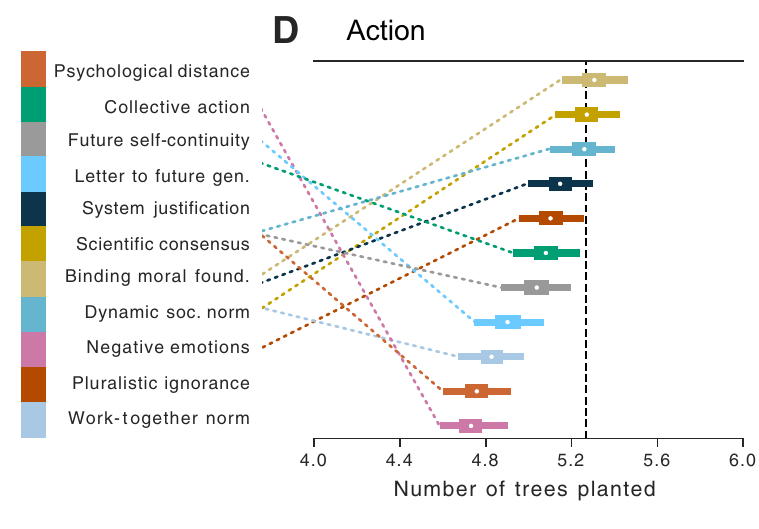 D Action
Psychological distance
Collective action
Future self-continuity
Letter to future gen.
System justification
Scientific consensus
Binding moral found.
Dynamic soc. norm
Negative emotions
Pluralistic ignorance
Work-together norm
4.0 4.4 4.8 5.2 5.6 6.0
Number of trees planted